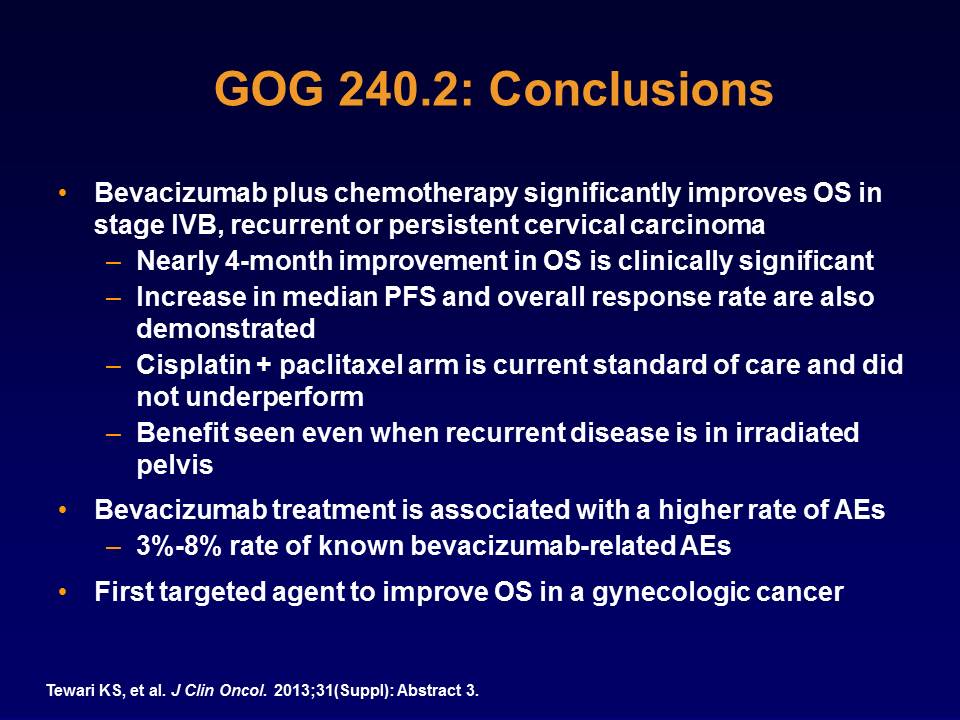 GOG 240.2: Conclusions
• Bevacizumab plus chemotherapy significantly improves OS in
stage IVB, recurrent or persistent cervical carcinoma
– Nearly 4-month improvement in OS is clinically significant
– Increase in median PFS and overall response rate are also
demonstrated
– Cisplatin + paclitaxel arm is current standard of care and did
not underperform
– Benefit seen even when recurrent disease is in irradiated
pelvis
• Bevacizumab treatment is associated with a higher rate of AEs
– 3%-8% rate of known bevacizumab-related AEs
• First targeted agent to improve OS in a gynecologic cancer
Tewari KS, et al. J Clin Oncol. 2013;31(Suppl): Abstract 3.